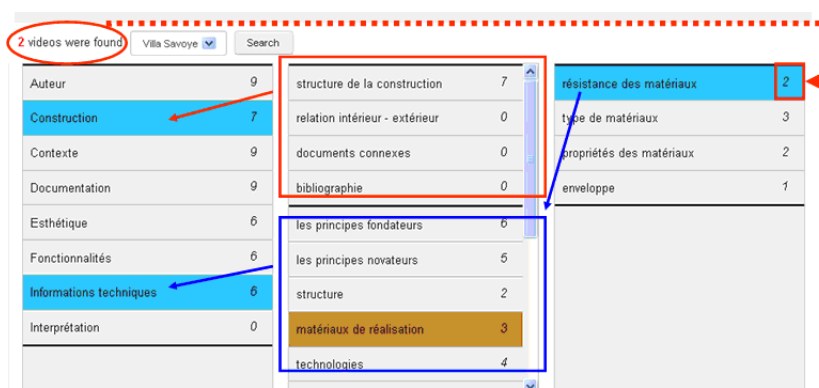 2 videos were found
Villa Savoye
Search
Auteur 9
Construction 7
Contexte 9
Documentation 9
Esthétique 6
Fonctionnalités 6
Informations techniques 6
Interprétation 0
structure de la construction 7
relation intérieur - extérieur 0
documents connexes 0
bibliographie 0
les principes fondateurs 6
les principes novateurs 5
structure 2
matériaux de réalisation 3
technologies 4
résistance des matériaux 2
type de matériaux 3
propriétés des matériaux 2
enveloppe 1